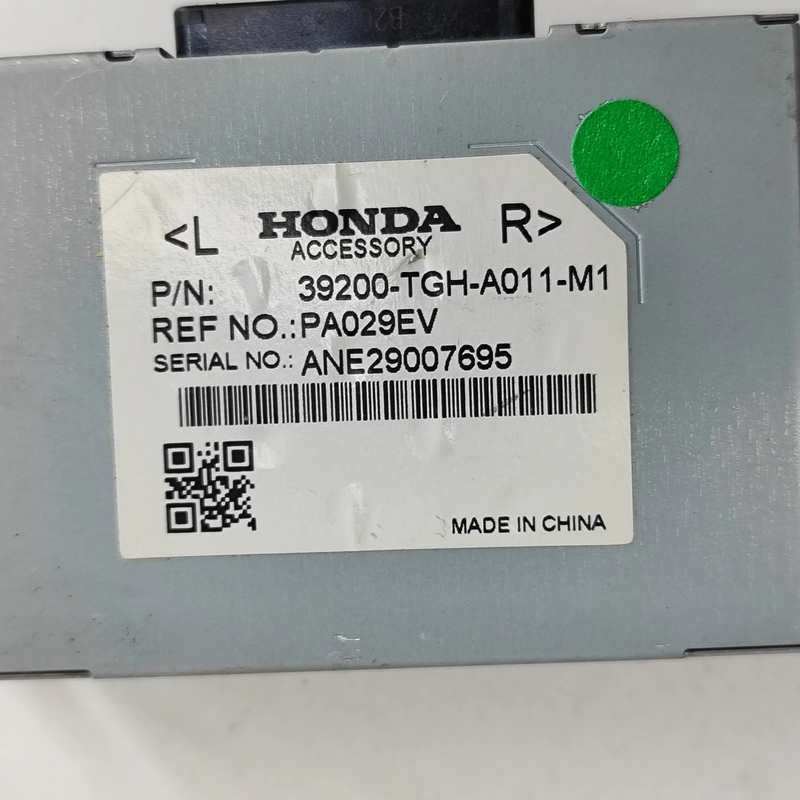 <L HONDA R>
ACCESSORY
P/N: 39200-TGH-A011-M1
REF NO.:PA029EV
SERIAL NO.: ANE29007695
MADE IN CHINA